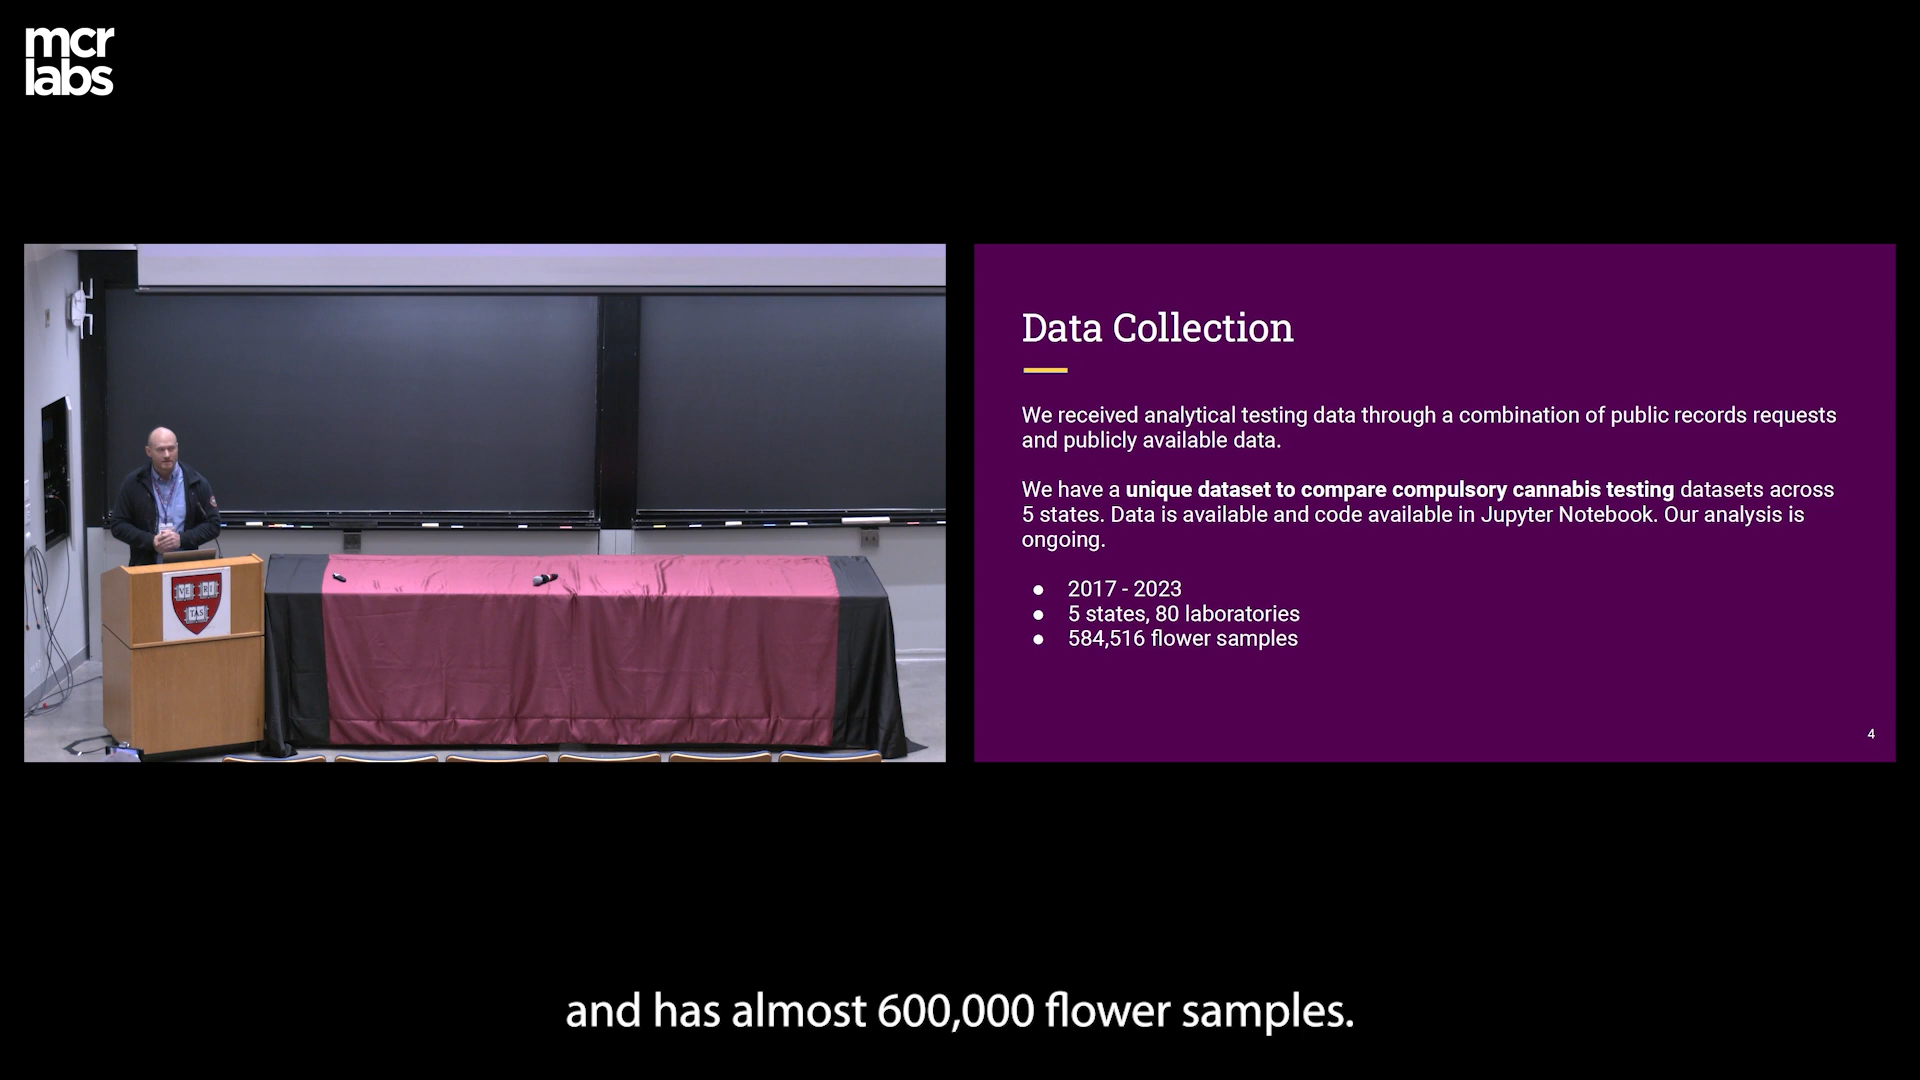 mcr
labs
VE RI
TAS
Data Collection
We received analytical testing data through a combination of public records requests
and publicly available data.
We have a unique dataset to compare compulsory cannabis testing datasets across
5 states. Data is available and code available in Jupyter Notebook. Our analysis is
ongoing.
● 2017 - 2023
● 5 states, 80 laboratories
● 584,516 flower samples
4
and has almost 600,000 flower samples.